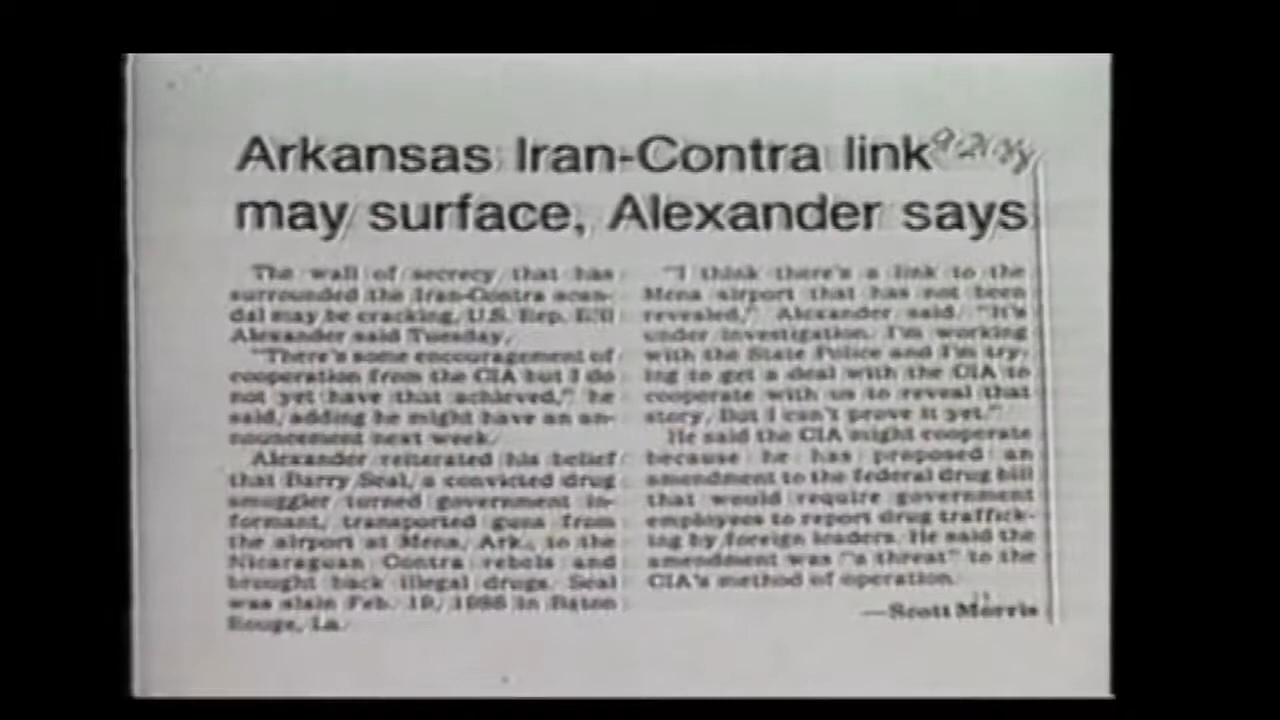 Arkansas Iran-Contra link
may surface, Alexander says
The wall of secrecy that has
surrounded the Iran-Contra scan-
dal may be cracking, U.S. Rep. Bill
Alexander said Tuesday.
"There's some encouragement of
cooperation from the CIA but I do
not yet have that achieved," he
said, adding he might have an an-
nouncement next week.
Alexander reiterated his belief
that Barry Seal, a convicted drug
smuggler turned government in-
formant, transported guns from
the airport at Mena, Ark., to the
Nicaraguan Contra rebels and
brought back illegal drugs. Seal
was slain Feb. 19, 1986 in Baton
Rouge, La.
"I think there's a link to the
Mena airport that has not been
revealed," Alexander said. "It's
under investigation. I'm working
with the State Police and I'm try-
ing to get a deal with the CIA to
cooperate with us to reveal that
story. But I can't prove it yet."
He said the CIA might cooperate
because he has proposed an
amendment to the federal drug bill
that would require government
employees to report drug traffick-
ing by foreign leaders. He said the
amendment was "a threat" to the
CIA's method of operation.
—Scott Morris